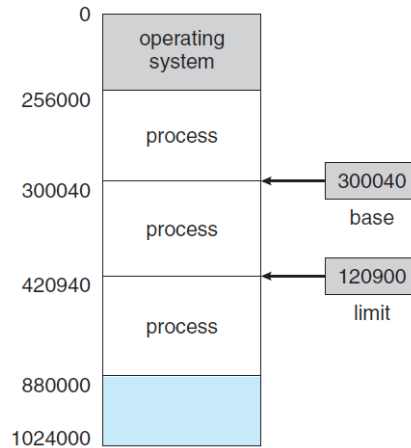 0
operating
system
256000
process
300040
300040
base
process
420940
120900
limit
process
880000
1024000